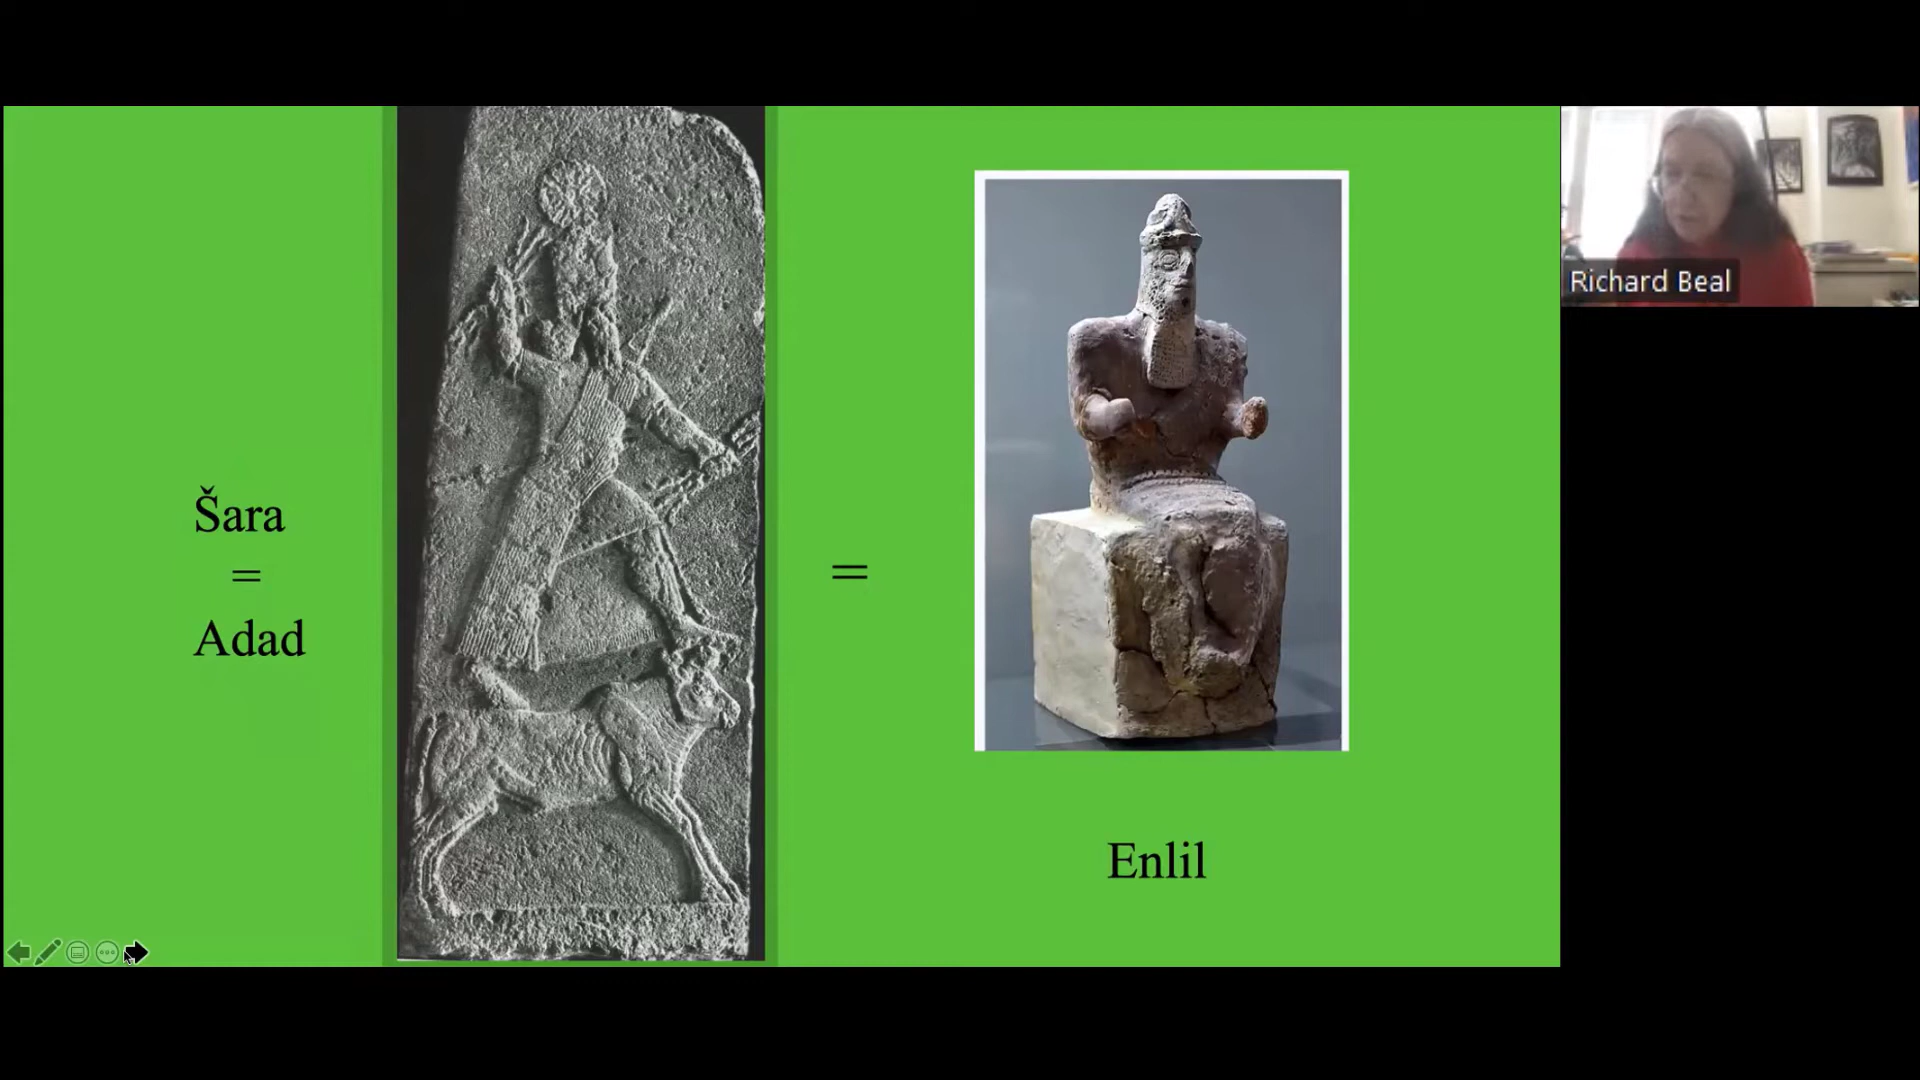 Šara
=
Adad
=
Enlil
Richard Beal